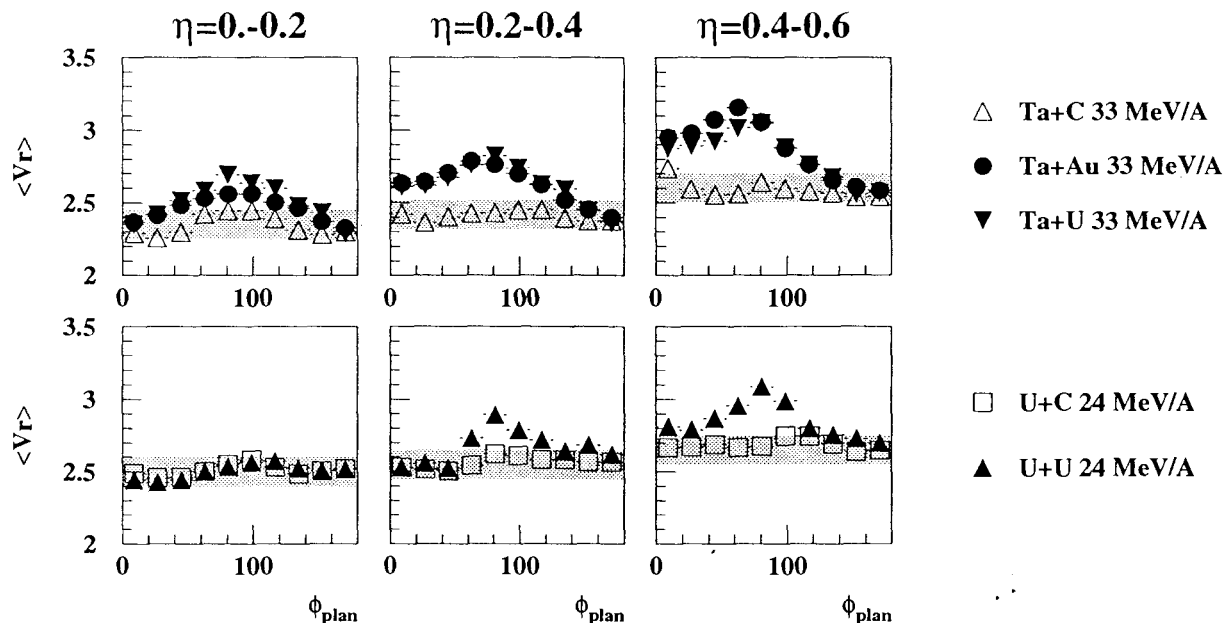 η=0.-0.2 η=0.2-0.4 η=0.4-0.6
<Vr>
3.5
3
2.5
2
0 100 0 100 0 100
△ Ta+C 33 MeV/A
● Ta+Au 33 MeV/A
▼ Ta+U 33 MeV/A
<Vr>
3.5
3
2.5
2
0 100 0 100 0 100
ϕplan ϕplan ϕplan
□ U+C 24 MeV/A
▲ U+U 24 MeV/A